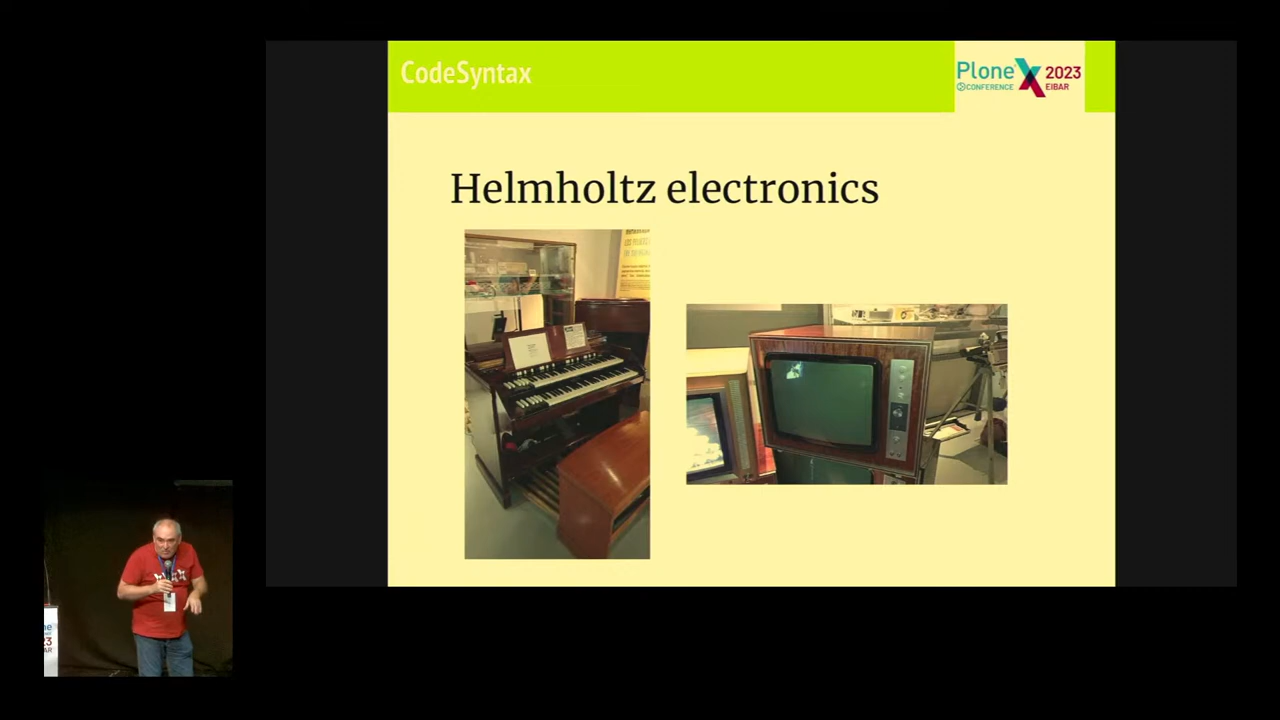 CodeSyntax
Plone
CONFERENCE
2023
EIBAR
Helmholtz electronics